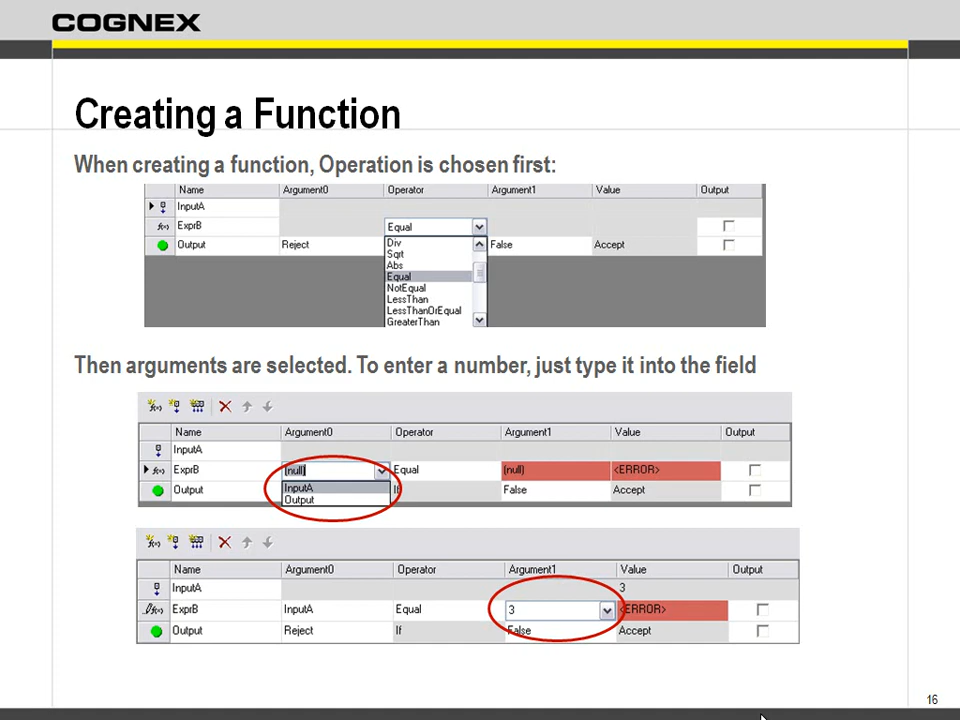 COGNEX
Creating a Function
When creating a function, Operation is chosen first:
Name Argument0 Operator Argument1 Value Output
InputA
f(x) ExprB Equal
Output Reject False Accept
Div
Sqrt
Abs
Equal
NotEqual
LessThan
LessThanOrEqual
GreaterThan
Then arguments are selected. To enter a number, just type it into the field
f(x)
Name Argument0 Operator Argument1 Value Output
InputA
f(x) ExprB (null) Equal (null) <ERROR>
Output If False Accept
InputA
Output
f(x)
Name Argument0 Operator Argument1 Value Output
InputA 3
f(x) ExprB InputA Equal 3 <ERROR>
Output Reject If False Accept
16